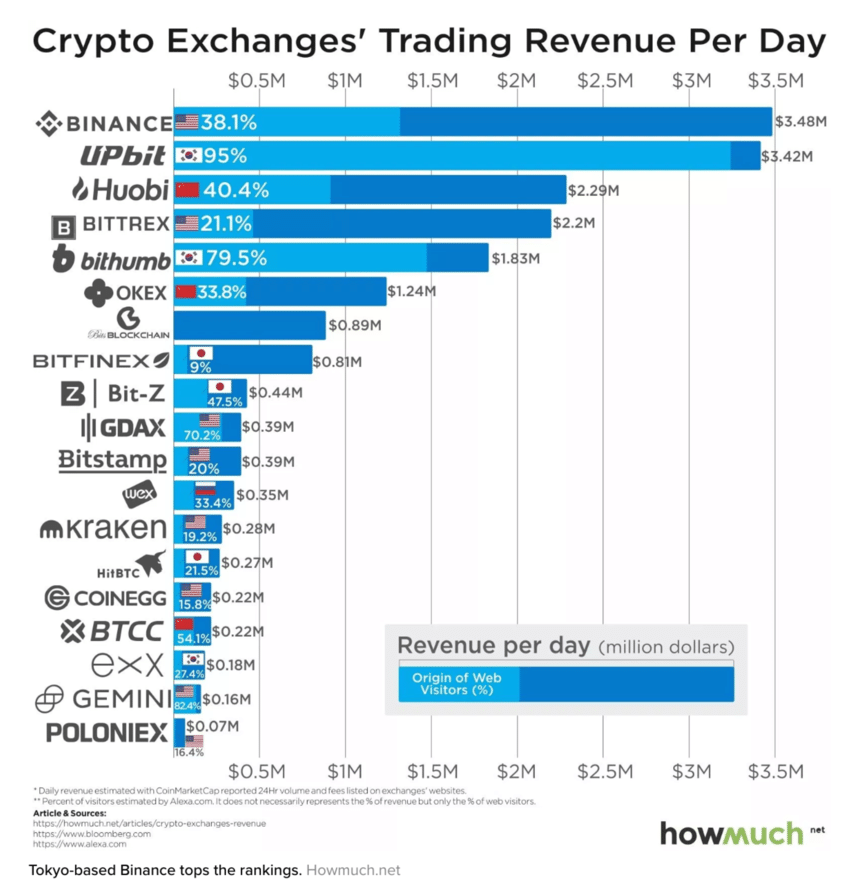 Crypto Exchanges' Trading Revenue Per Day
$0.5M $1M $1.5M $2M $2.5M $3M $3.5M
BINANCE 38.1% $3.48M
UPbit 95% $3.42M
Huobi 40.4% $2.29M
B BITTREX 21.1% $2.2M
bithumb 79.5% $1.83M
OKEX 33.8% $1.24M
BLOCKCHAIN $0.89M
BITFINEX 9% $0.81M
Bit-Z 47.5% $0.44M
GDAX 70.2% $0.39M
Bitstamp 20% $0.39M
wex 33.4% $0.35M
mkraken 19.2% $0.28M
HitBTC 21.5% $0.27M
COINEGG 15.8% $0.22M
BTCC 54.1% $0.22M
exx 27.4% $0.18M
GEMINI 82.4% $0.16M
POLONIEX 16.4% $0.07M
Revenue per day (million dollars)
Origin of Web
Visitors (%)
$0.5M $1M $1.5M $2M $2.5M $3M $3.5M
* Daily revenue estimated with CoinMarketCap reported 24Hr volume and fees listed on exchanges' websites.
** Percent of visitors estimated by Alexa.com. It does not necessarily represents the % of revenue but only the % of web visitors.
Article & Sources:
https://howmuch.net/articles/crypto-exchanges-revenue
https://www.bloomberg.com
https://www.alexa.com
howmuch net
Tokyo-based Binance tops the rankings. Howmuch.net